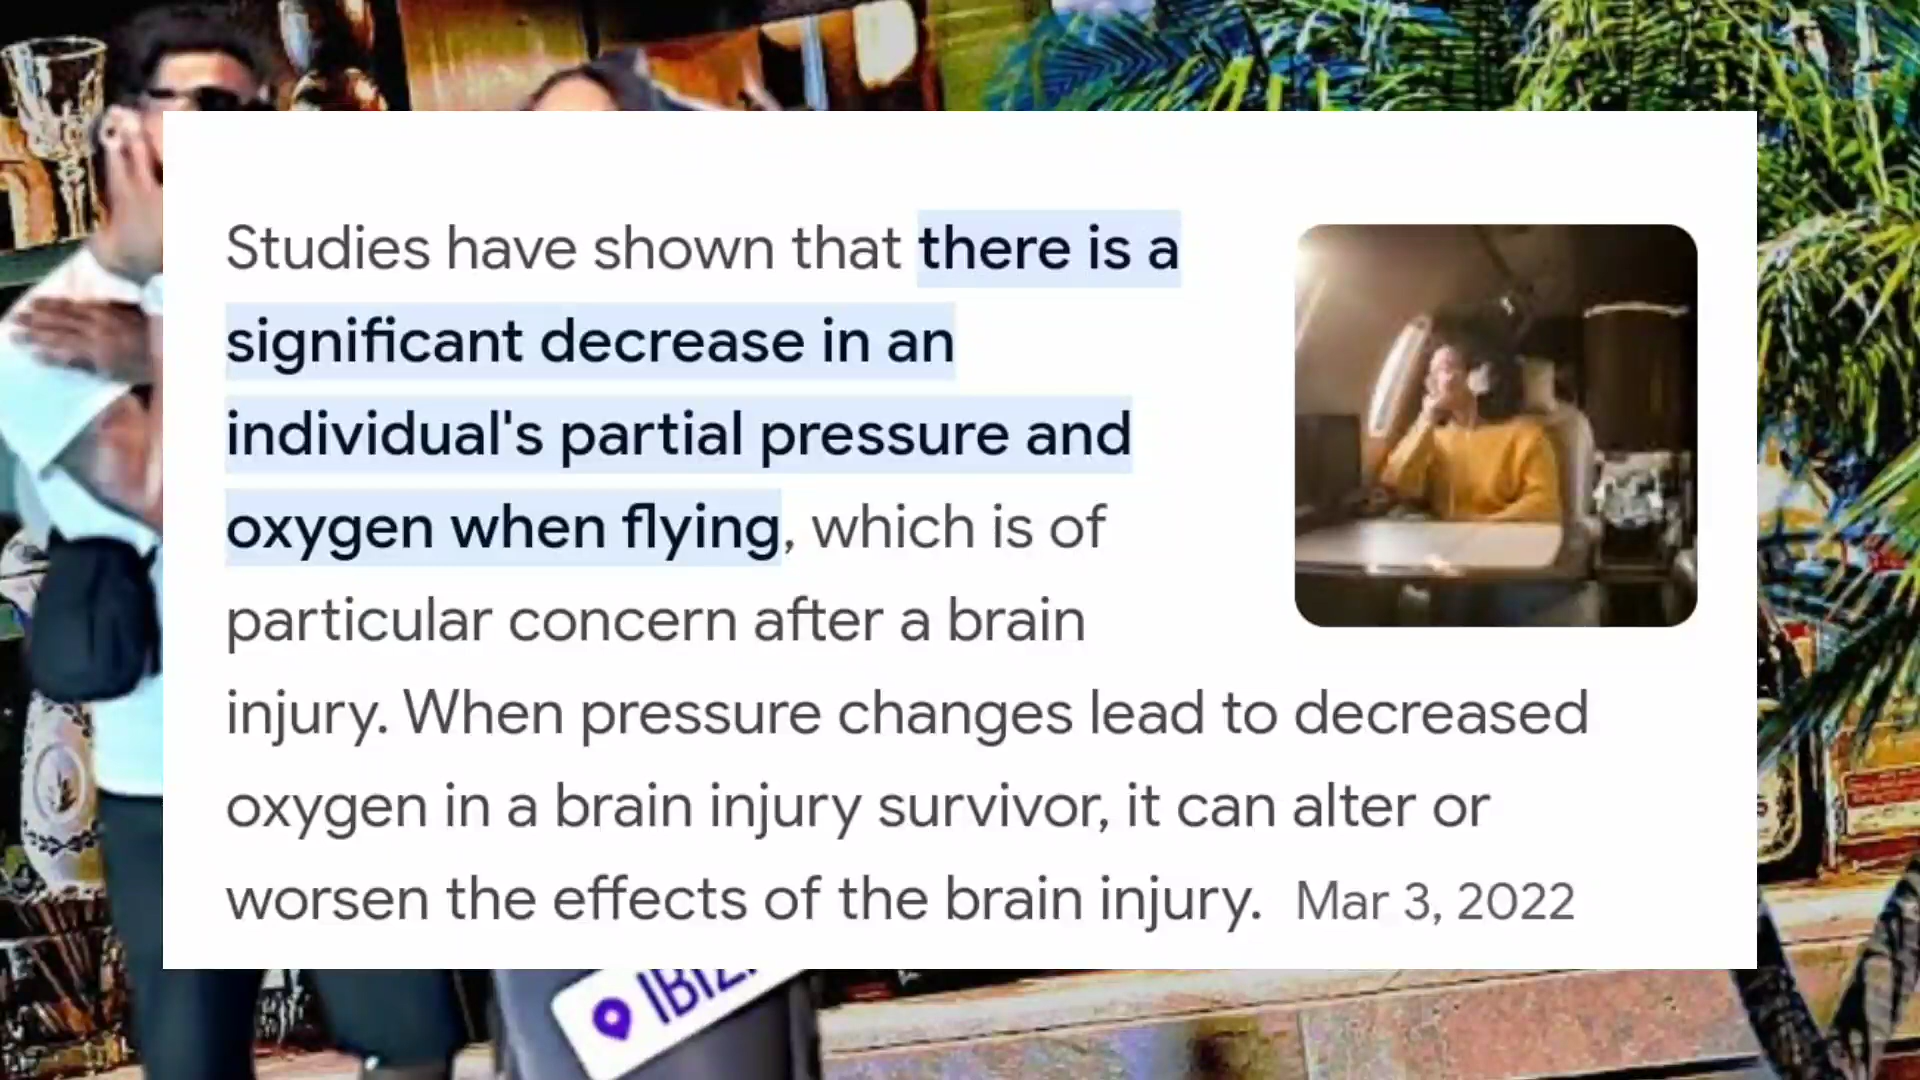 Studies have shown that there is a
significant decrease in an
individual's partial pressure and
oxygen when flying, which is of
particular concern after a brain
injury. When pressure changes lead to decreased
oxygen in a brain injury survivor, it can alter or
worsen the effects of the brain injury. Mar 3, 2022